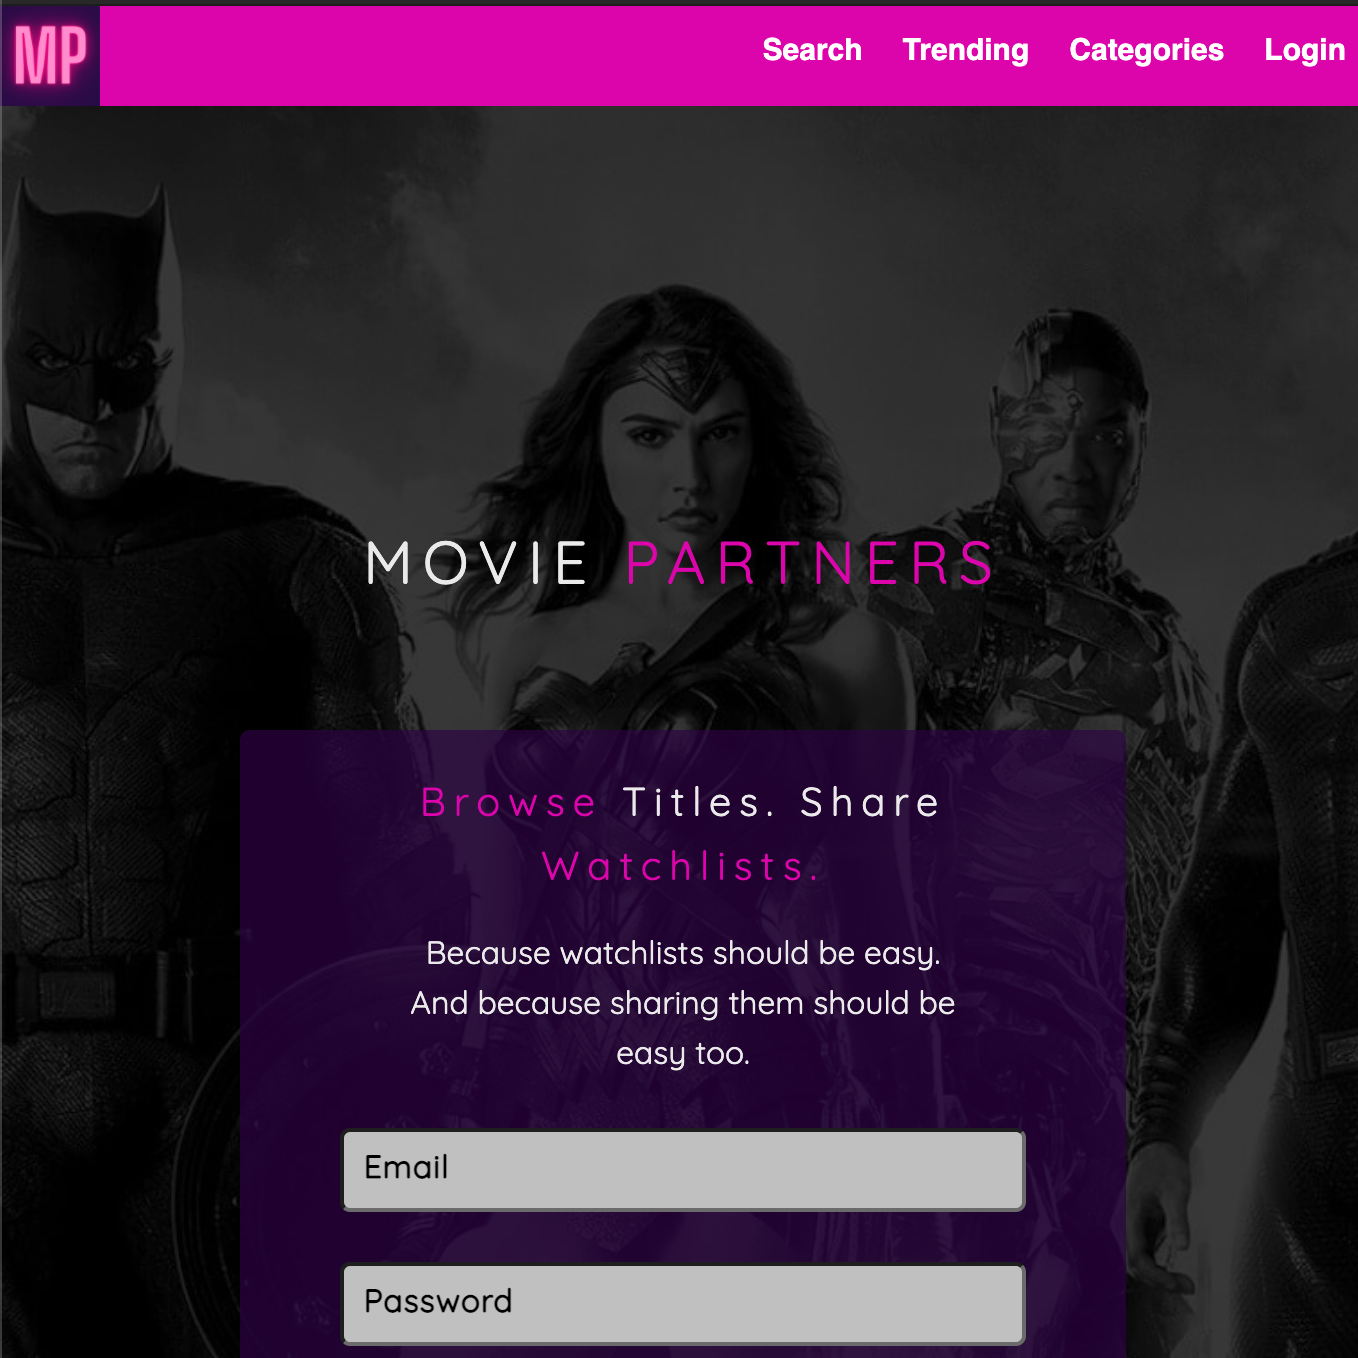 MP
Search Trending Categories Login
MOVIE PARTNERS
Browse Titles. Share
Watchlists.
Because watchlists should be easy.
And because sharing them should be
easy too.
Email
Password